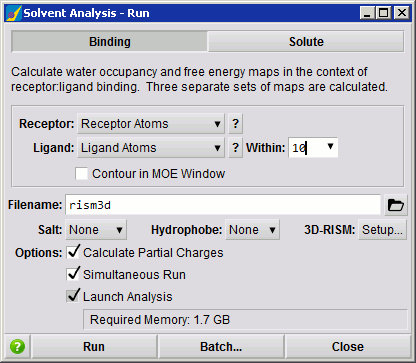 Solvent Analysis - Run
Binding Solute
Calculate water occupancy and free energy maps in the context of
receptor:ligand binding. Three separate sets of maps are calculated.
Receptor: Receptor Atoms ?
Ligand: Ligand Atoms ? Within: 10
Contour in MOE Window
Filename: rism3d
Salt: None Hydrophobe: None 3D-RISM: Setup...
Options: Calculate Partial Charges
Simultaneous Run
Launch Analysis
Required Memory: 1.7 GB
? Run Batch... Close